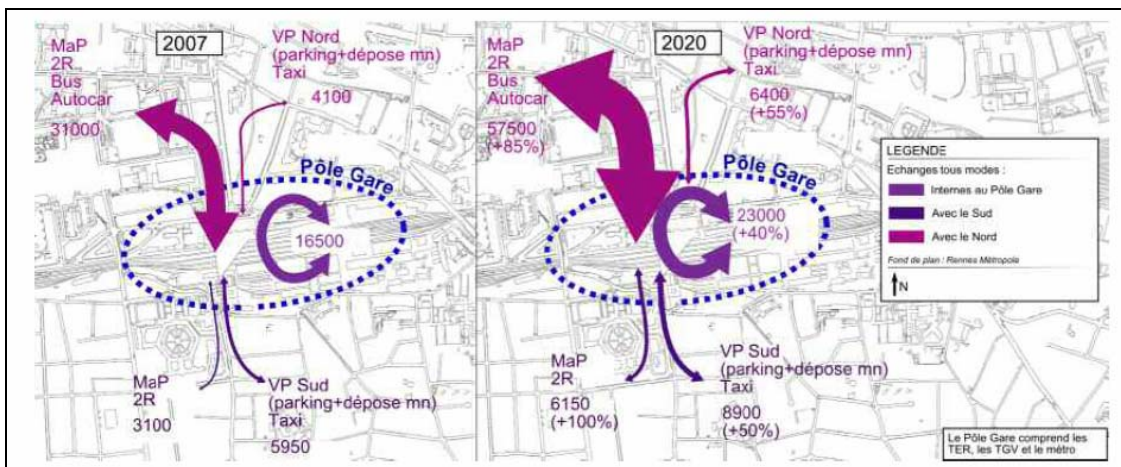 2007
MaP
2R
Bus
Autocar
31000
VP Nord
(parking+dépose mn)
Taxi
4100
Pôle Gare
16500
MaP
2R
3100
VP Sud
(parking+dépose mn)
Taxi
5950
2020
MaP
2R
Bus
Autocar
57500
(+85%)
VP Nord
(parking+dépose mn)
Taxi
6400
(+55%)
Pôle Gare
23000
(+40%)
MaP
2R
6150
(+100%)
VP Sud
(parking+dépose mn)
Taxi
8900
(+50%)
LEGENDE
Echanges tous modes :
Internes au Pôle Gare
Avec le Sud
Avec le Nord
Fond de plan : Rennes Métropole
N
Le Pôle Gare comprend les
TER, les TGV et le métro